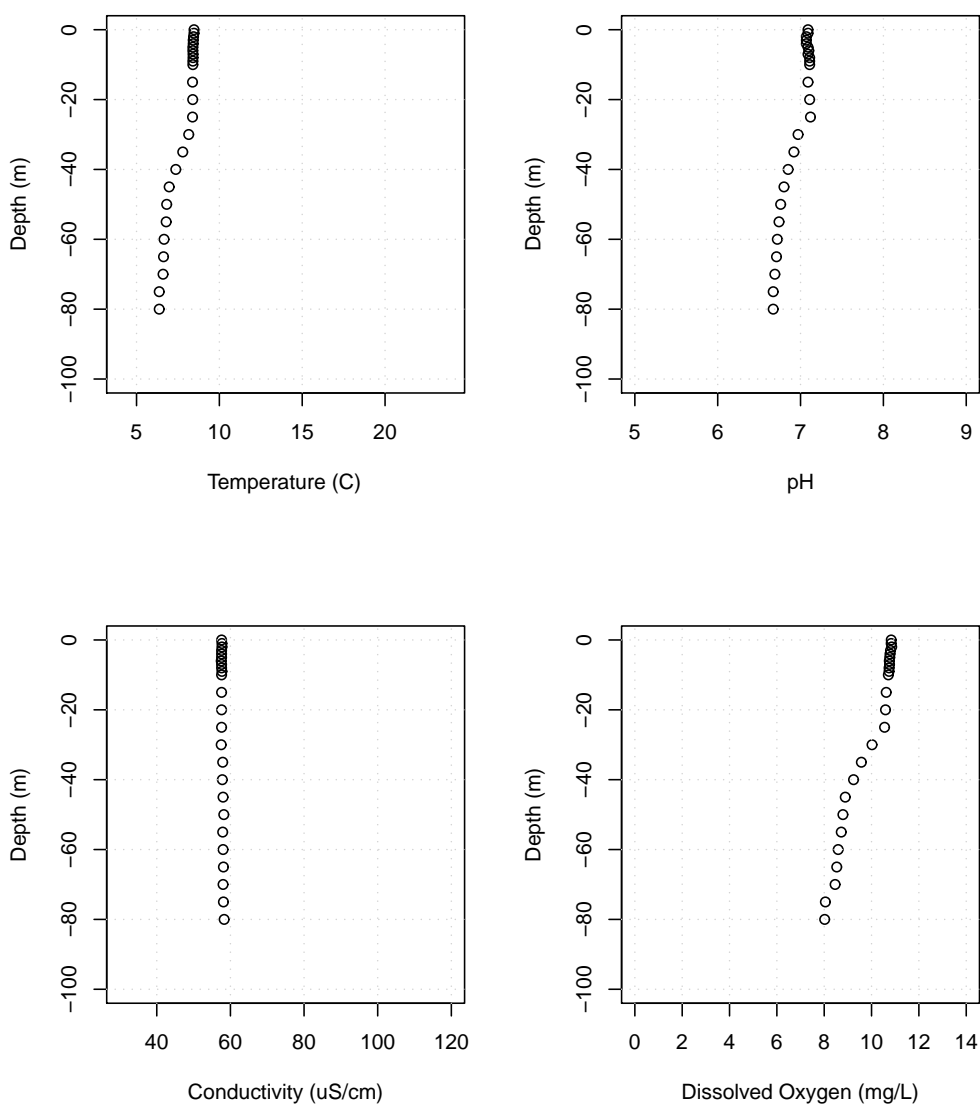 5 10 15 20
−100 −80 −60 −40 −20 0
Temperature (C)
Depth (m)
5 6 7 8 9
−100 −80 −60 −40 −20 0
pH
Depth (m)
40 60 80 100 120
−100 −80 −60 −40 −20 0
Conductivity (uS/cm)
Depth (m)
0 2 4 6 8 10 12 14
−100 −80 −60 −40 −20 0
Dissolved Oxygen (mg/L)
Depth (m)